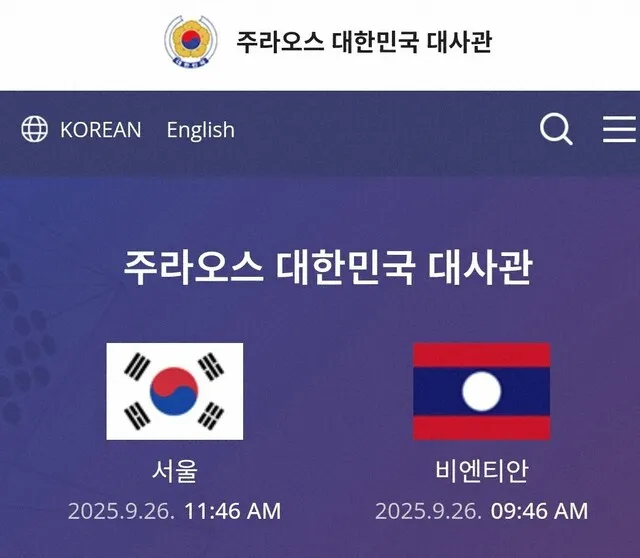 주라오스 대한민국 대사관
KOREAN English
주라오스 대한민국 대사관
서울
2025.9.26. 11:46 AM
비엔티안
2025.9.26. 09:46 AM